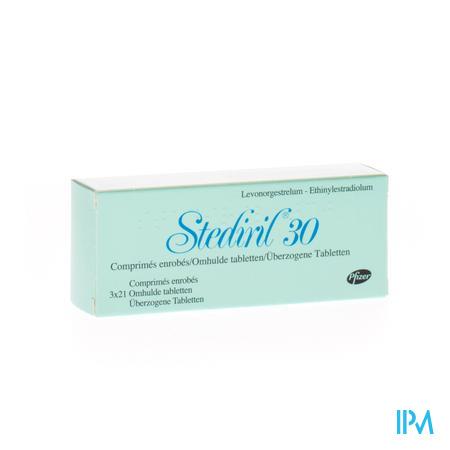 Levonorgestrelum - Ethinylestradiolum
Stediril® 30
Comprimés enrobés/Omhulde tabletten/Überzogene Tabletten
Comprimés enrobés
3x21 Omhulde tabletten
Überzogene Tabletten
Pfizer
IPM